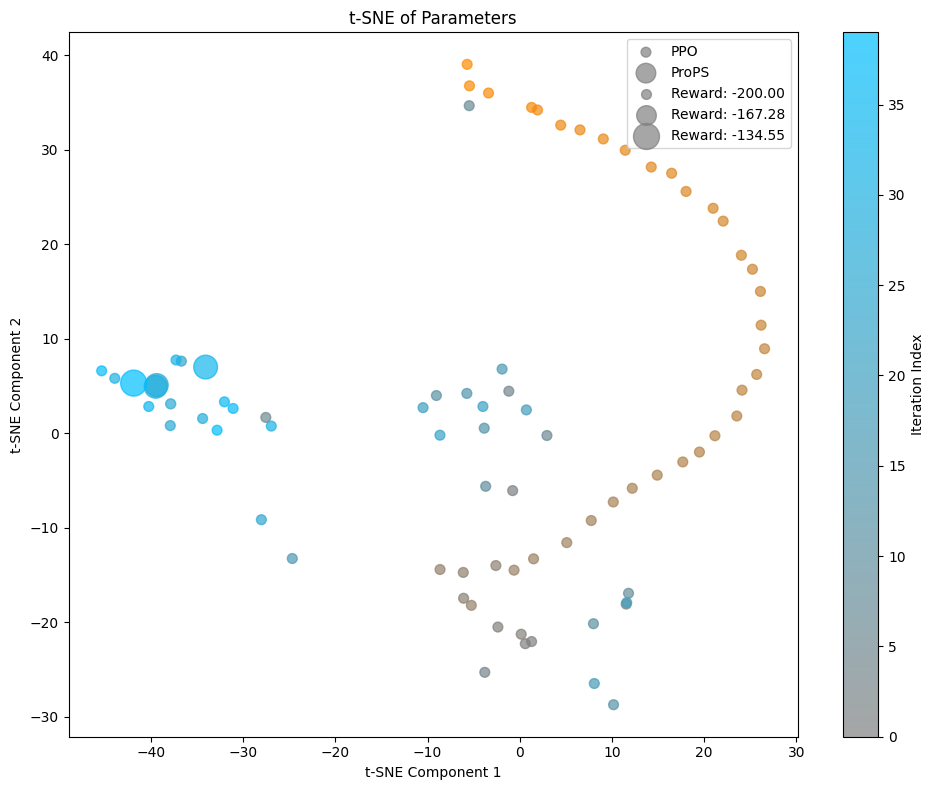 t-SNE of Parameters
PPO
ProPS
Reward: -200.00
Reward: -167.28
Reward: -134.55
t-SNE Component 2
40
30
20
10
0
−10
−20
−30
−40
−30
−20
−10
0
10
20
30
t-SNE Component 1
35
30
25
20
15
10
5
0
Iteration Index